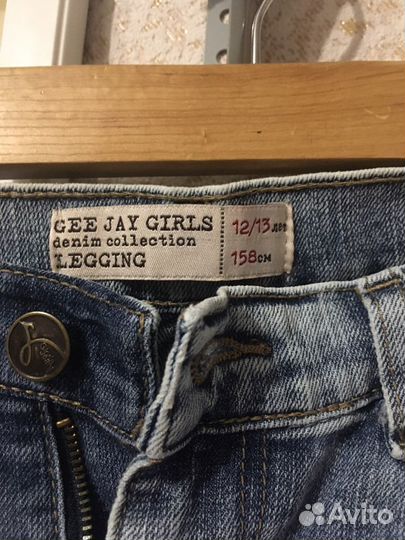 GEE JAY GIRLS
denim collection
LEGGING
12/13 лет
158см
Avito